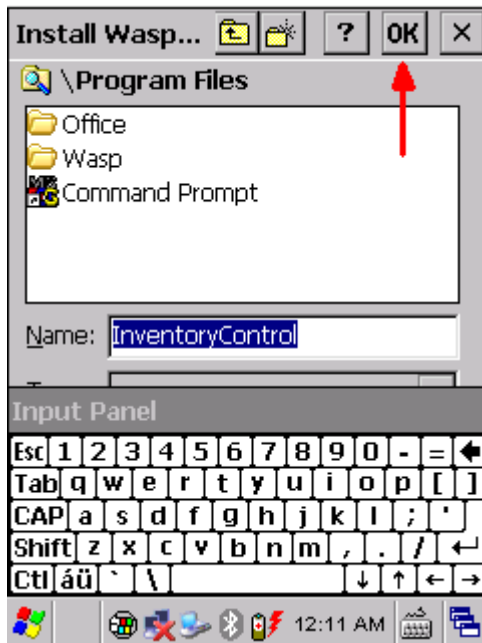 Install Wasp... ? OK ×
\Program Files
Office
Wasp
Command Prompt
Name: InventoryControl
Input Panel
Esc 1 2 3 4 5 6 7 8 9 0 - =
Tab q w e r t y u i o p [ ]
CAP a s d f g h j k l ; '
Shift z x c v b n m , . /
Ctl áü ` \
12:11 AM